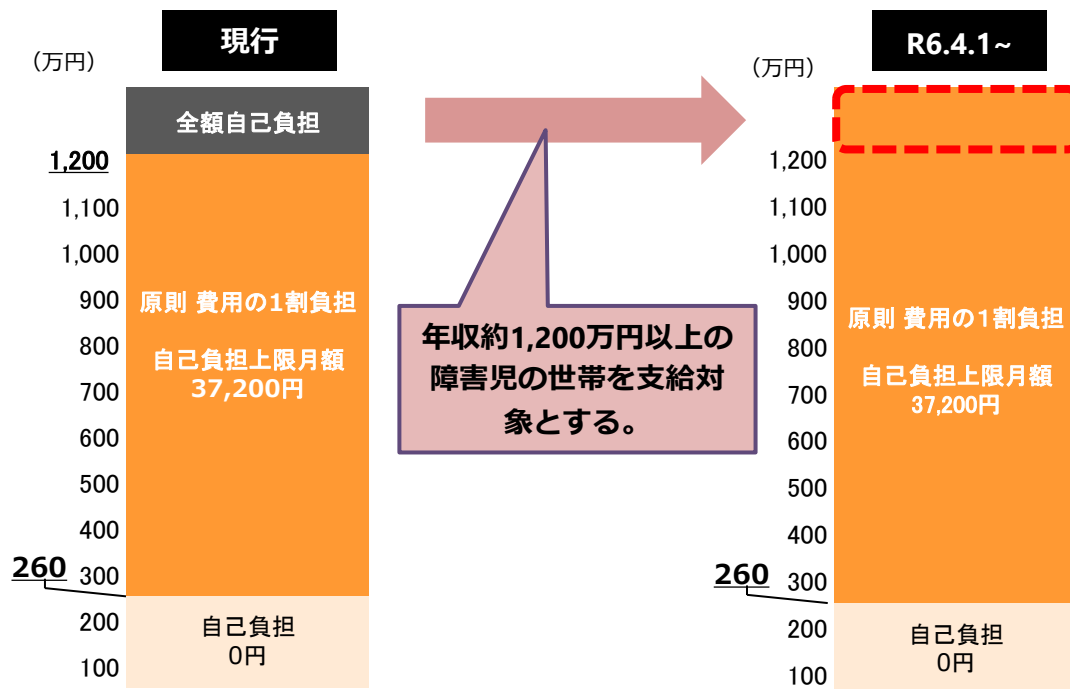 現行
（万円）
全額自己負担
1,200
1,100
1,000
900
800
700
600
500
400
300
260
200
100
原則 費用の1割負担
自己負担上限月額
37,200円
自己負担
0円
年収約1,200万円以上の
障害児の世帯を支給対
象とする。
R6.4.1~
（万円）
1,200
1,100
1,000
900
800
700
600
500
400
300
260
200
100
原則 費用の１割負担
自己負担上限月額
37,200円
自己負担
0円